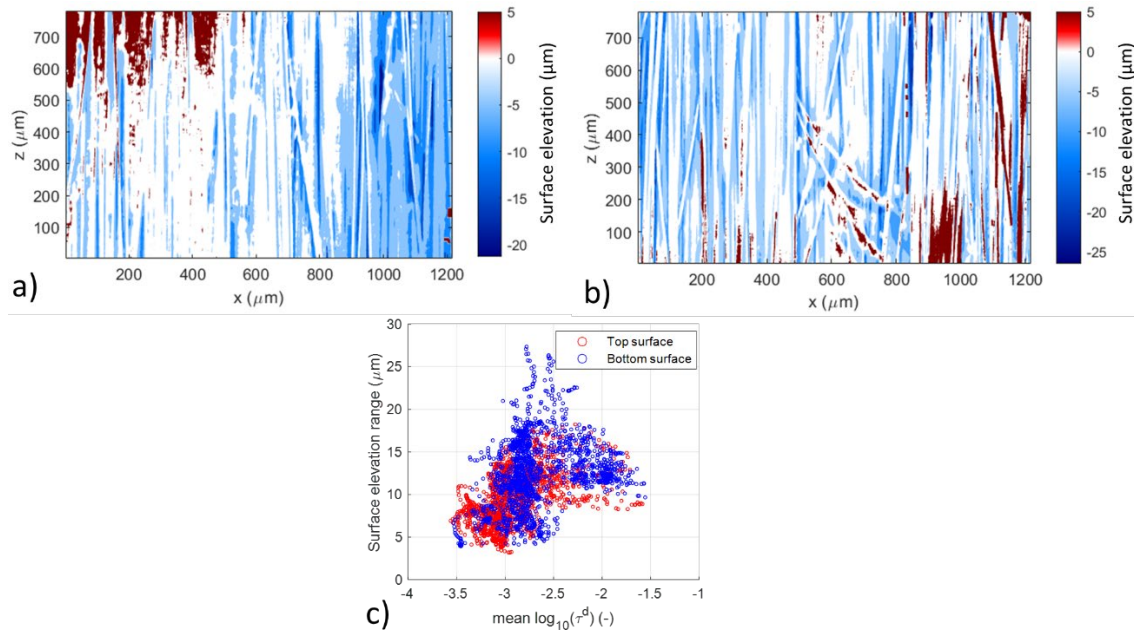 700
600
500
400
300
200
100
z (μm)
200 400 600 800 1000 1200
x (μm)
5
0
-5
-10
-15
-20
Surface elevation (μm)
a)
700
600
500
400
300
200
100
z (μm)
200 400 600 800 1000 1200
x (μm)
5
0
-5
-10
-15
-20
-25
Surface elevation (μm)
b)
30
25
20
15
10
5
0
Surface elevation range (μm)
Top surface
Bottom surface
-4 -3.5 -3 -2.5 -2 -1.5 -1
mean log₁₀(τᵈ) (-)
c)